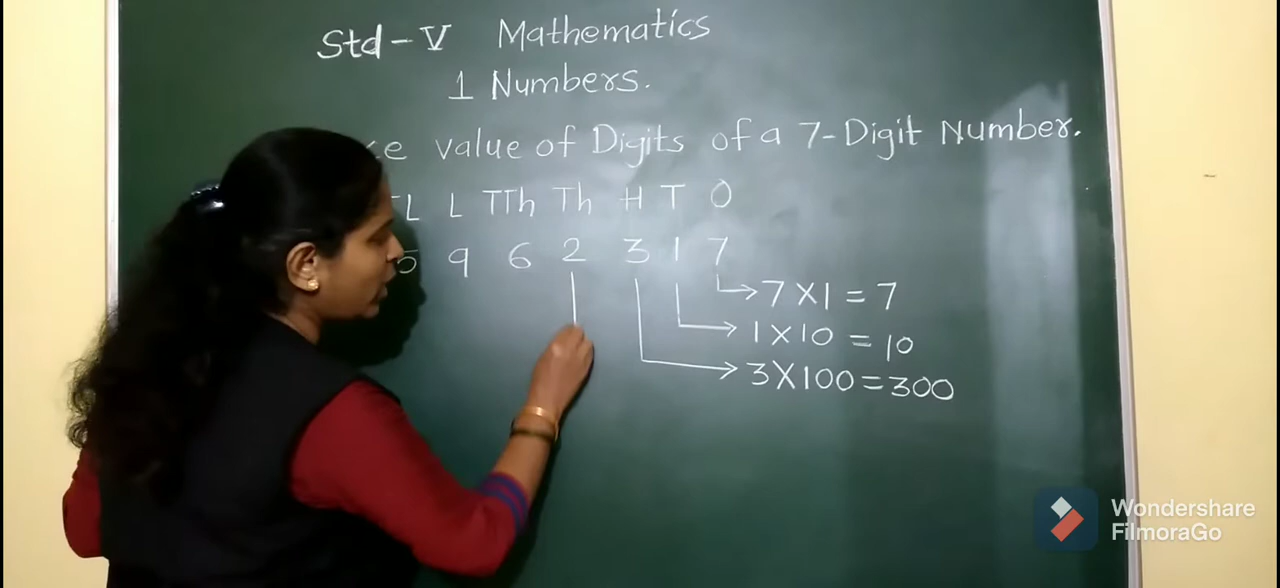 Std - V Mathematics
1 Numbers.
value of Digits of a 7-Digit Number.
L TTh Th H T O
9 6 2 3 1 7
7 X 1 = 7
1 X 10 = 10
3 X 100 = 300
Wondershare
FilmoraGo